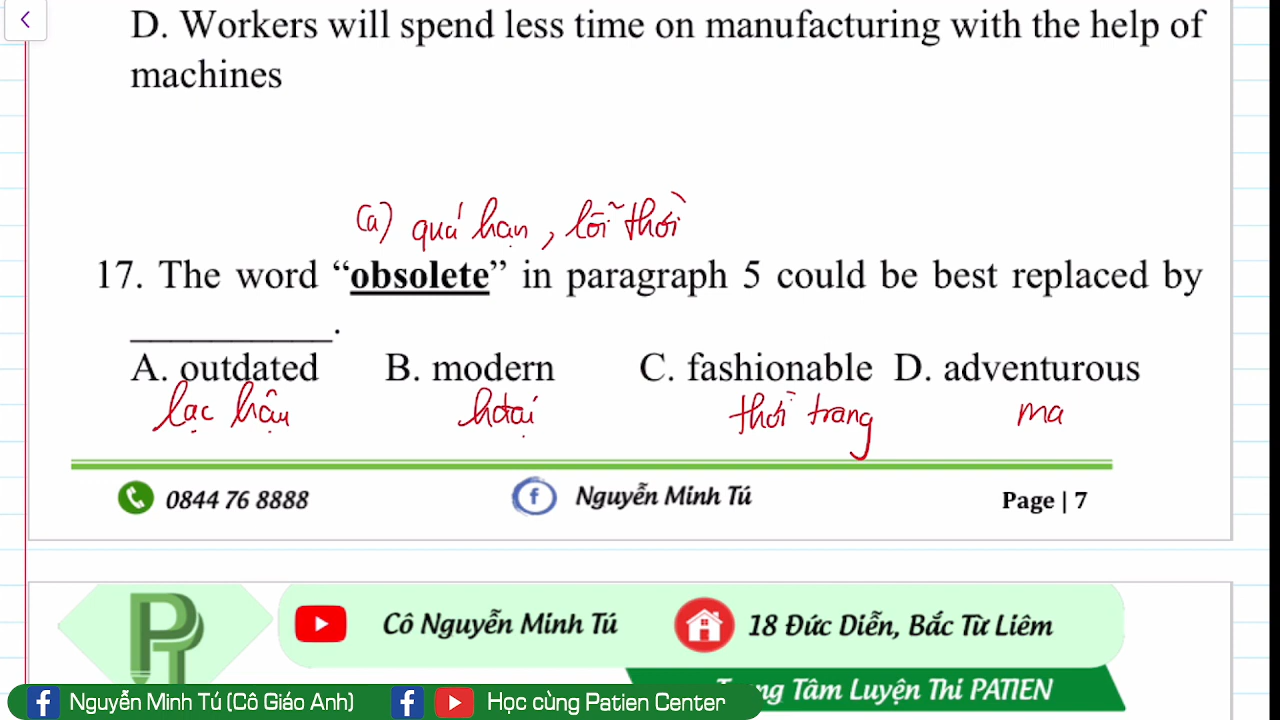 D. Workers will spend less time on manufacturing with the help of
machines
(a) quá hạn, lỗi thời
17. The word “obsolete” in paragraph 5 could be best replaced by
__________.
A. outdated B. modern C. fashionable D. adventurous
lạc hậu hđại thời trang ma
0844 76 8888 f Nguyễn Minh Tú Page | 7
PT Cô Nguyễn Minh Tú 18 Đức Diễn, Bắc Từ Liêm
Tâm Luyện Thi PATIEN
Nguyễn Minh Tú (Cô Giáo Anh) Học cùng Patien Center